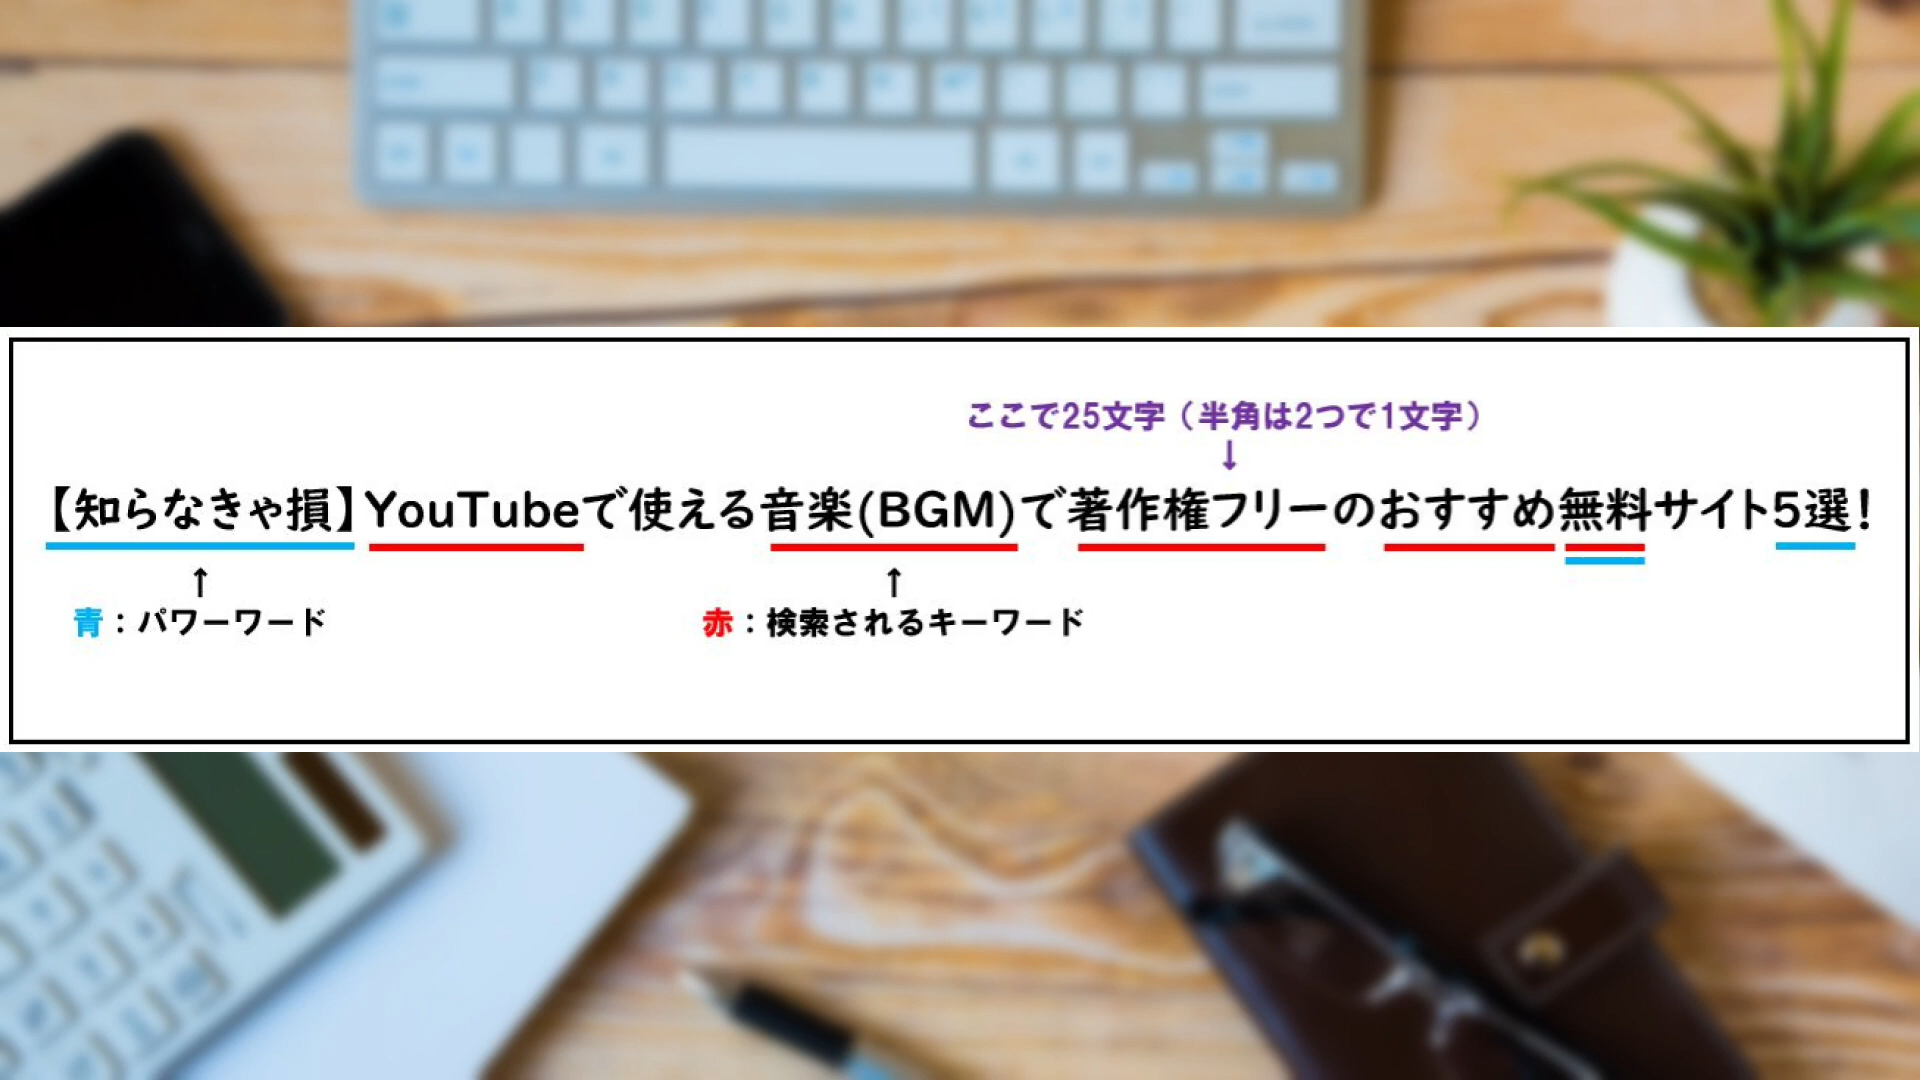 ここで25文字（半角は2つで1文字）
↓
【知らなきゃ損】YouTubeで使える音楽(BGM)で著作権フリーのおすすめ無料サイト5選！
↑ ↑
青：パワーワード 赤：検索されるキーワード